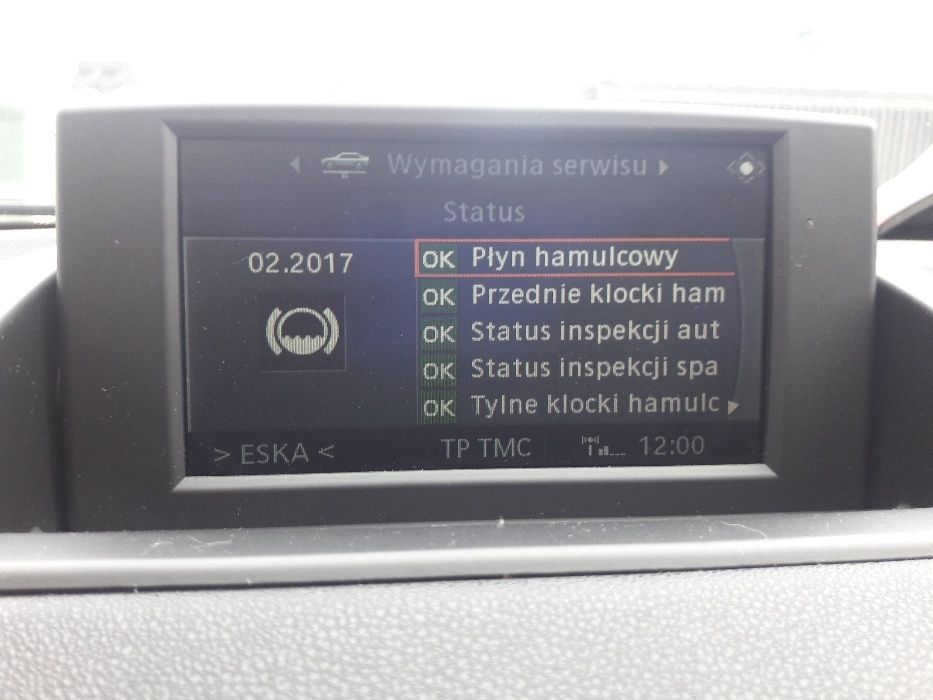 Wymagania serwisu
Status
02.2017
OK Płyn hamulcowy
OK Przednie klocki ham
OK Status inspekcji aut
OK Status inspekcji spa
OK Tylne klocki hamulc
> ESKA < TP TMC 12:00